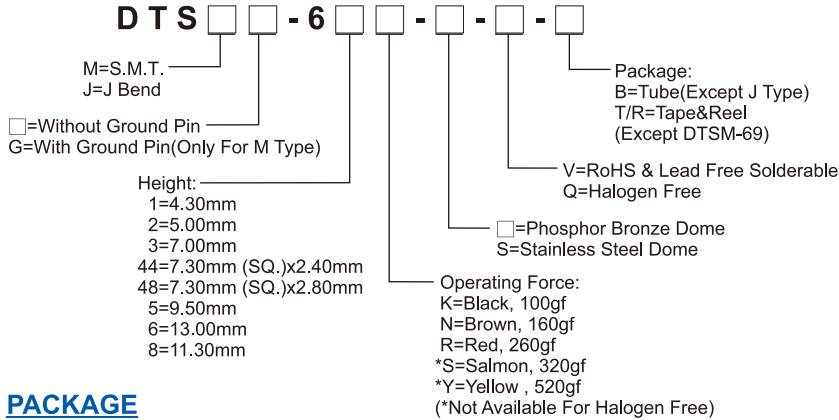 DTS□□-6□□-□-□-□
M=S.M.T.
J=J Bend
□=Without Ground Pin
G=With Ground Pin(Only For M Type)
Height:
1=4.30mm
2=5.00mm
3=7.00mm
44=7.30mm (SQ.)x2.40mm
48=7.30mm (SQ.)x2.80mm
5=9.50mm
6=13.00mm
8=11.30mm
Operating Force:
K=Black, 100gf
N=Brown, 160gf
R=Red, 260gf
*S=Salmon, 320gf
*Y=Yellow , 520gf
(*Not Available For Halogen Free)
□=Phosphor Bronze Dome
S=Stainless Steel Dome
V=RoHS & Lead Free Solderable
Q=Halogen Free
Package:
B=Tube(Except J Type)
T/R=Tape&Reel
(Except DTSM-69)
PACKAGE